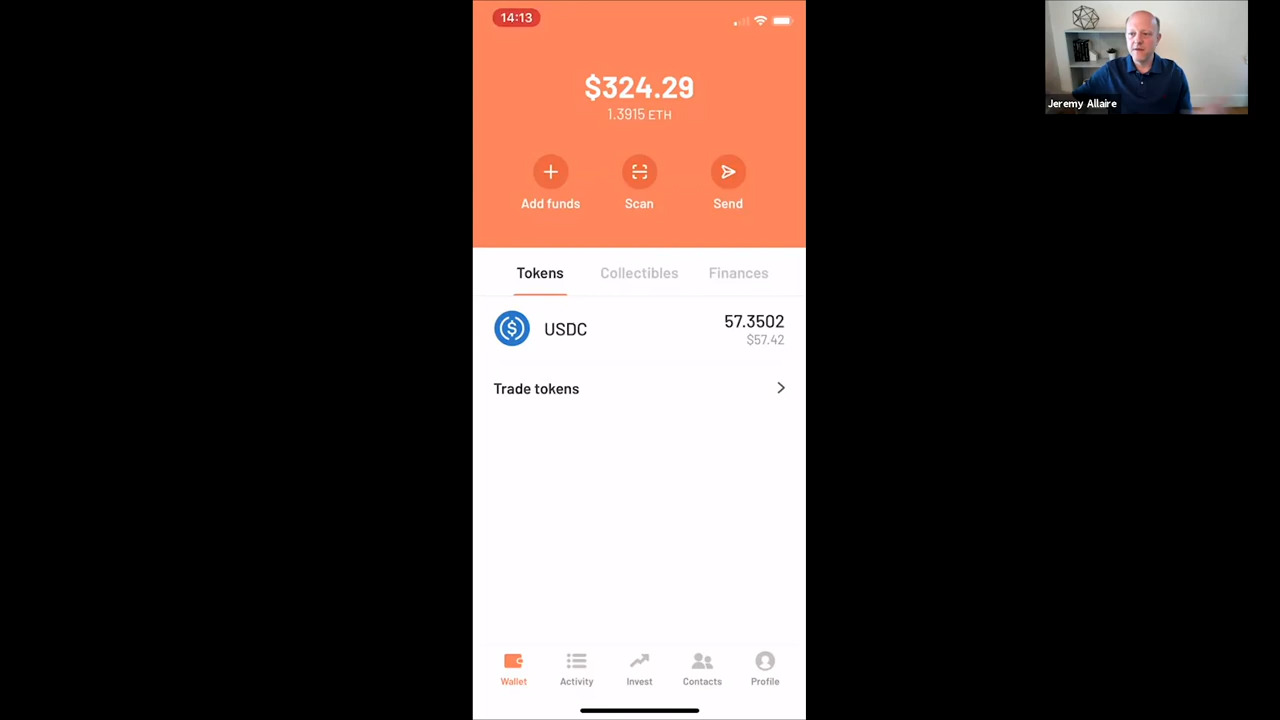 14:13
$324.29
1.3915 ETH
Add funds
Scan
Send
Tokens
Collectibles
Finances
USDC
57.3502
$57.42
Trade tokens
Wallet
Activity
Invest
Contacts
Profile
Jeremy Allaire